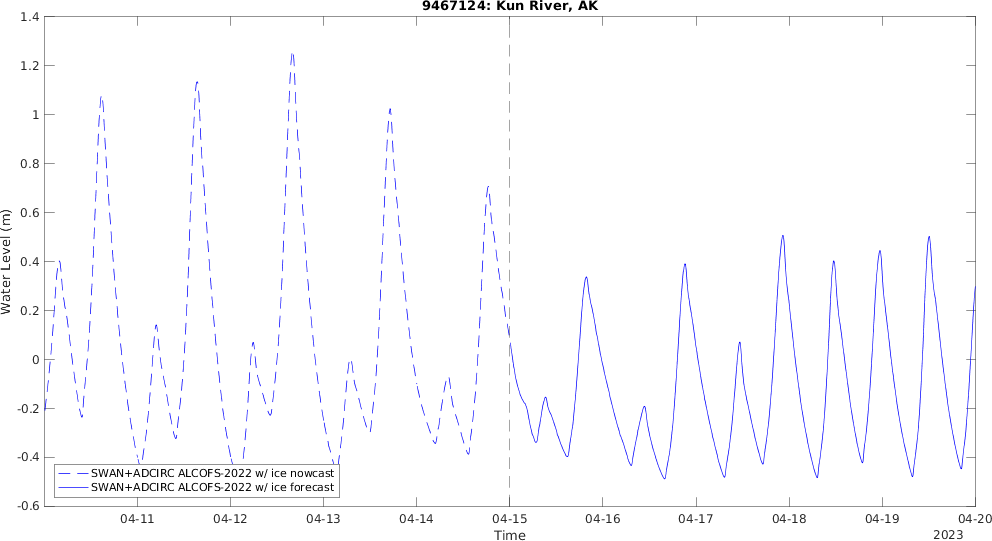 9467124: Kun River, AK
Water Level (m)
1.4
1.2
1
0.8
0.6
0.4
0.2
0
-0.2
-0.4
-0.6
SWAN+ADCIRC ALCOFS-2022 w/ ice nowcast
SWAN+ADCIRC ALCOFS-2022 w/ ice forecast
04-11 04-12 04-13 04-14 04-15 04-16 04-17 04-18 04-19 04-20
Time
2023